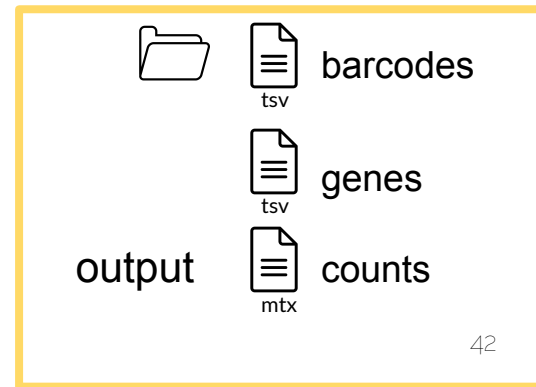 barcodes
tsv
genes
tsv
output
counts
mtx
42